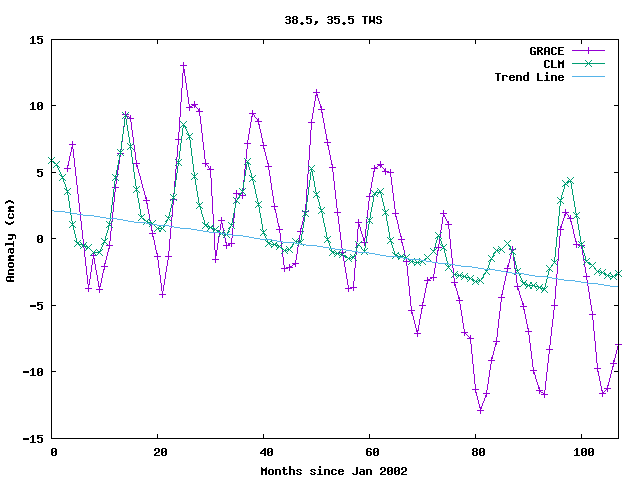 38.5, 35.5 TWS
GRACE
CLM
Trend Line
15
10
5
0
-5
-10
-15
Anomaly (cm)
0 20 40 60 80 100
Months since Jan 2002